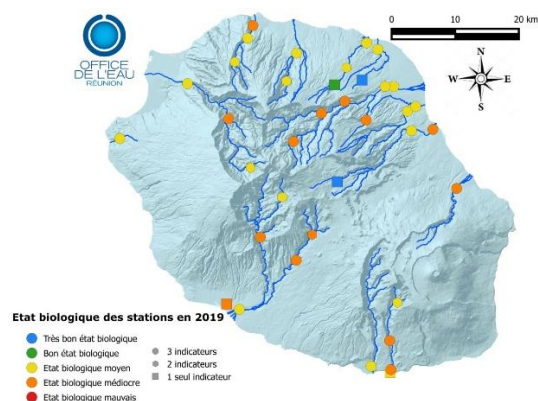 OFFICE
DE L'EAU
RÉUNION
0 10 20 km
N
W E
S
Etat biologique des stations en 2019
Très bon état biologique
Bon état biologique
Etat biologique moyen
Etat biologique médiocre
Etat biologique mauvais
3 indicateurs
2 indicateurs
1 seul indicateur